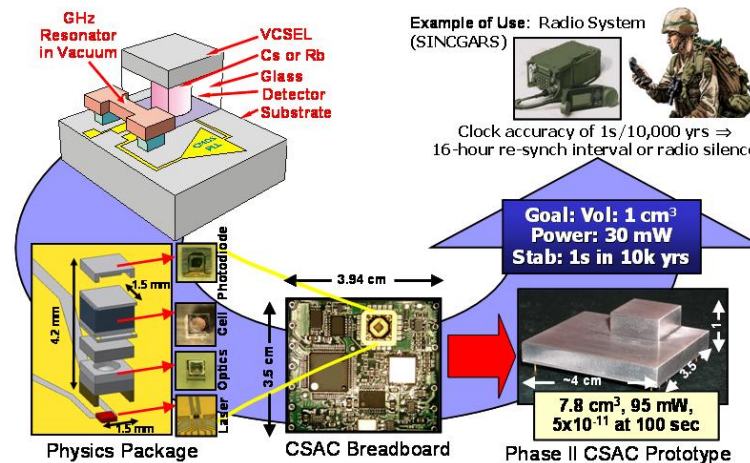 GHz
Resonator
in Vacuum
VCSEL
Cs or Rb
Glass
Detector
Substrate
CMOS
PLL
Example of Use: Radio System
(SINCGARS)
Clock accuracy of 1s/10,000 yrs ⇒
16-hour re-synch interval or radio silence
Goal: Vol: 1 cm³
Power: 30 mW
Stab: 1s in 10k yrs
4.2 mm
1.5 mm
1.5 mm
Photodiode
Cell
Optics
Laser
Physics Package
3.94 cm
3.5 cm
CSAC Breadboard
~4 cm
3.5
1
7.8 cm³, 95 mW,
5x10⁻¹¹ at 100 sec
Phase II CSAC Prototype